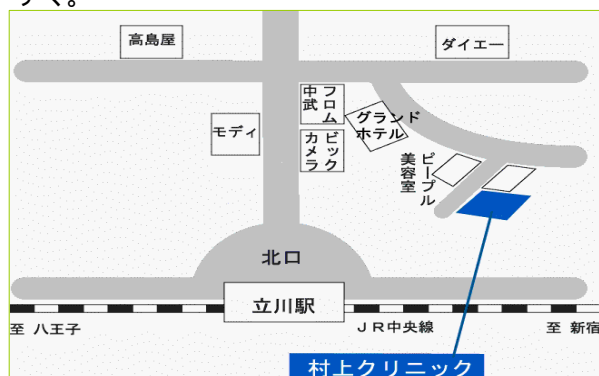 すぐ。
高島屋
ダイエー
フロム
中武
グランド
ホテル
モディ
ビック
カメラ
ピープル
美容室
北口
立川駅
至 八王子
JR中央線
至 新宿
村上クリニック